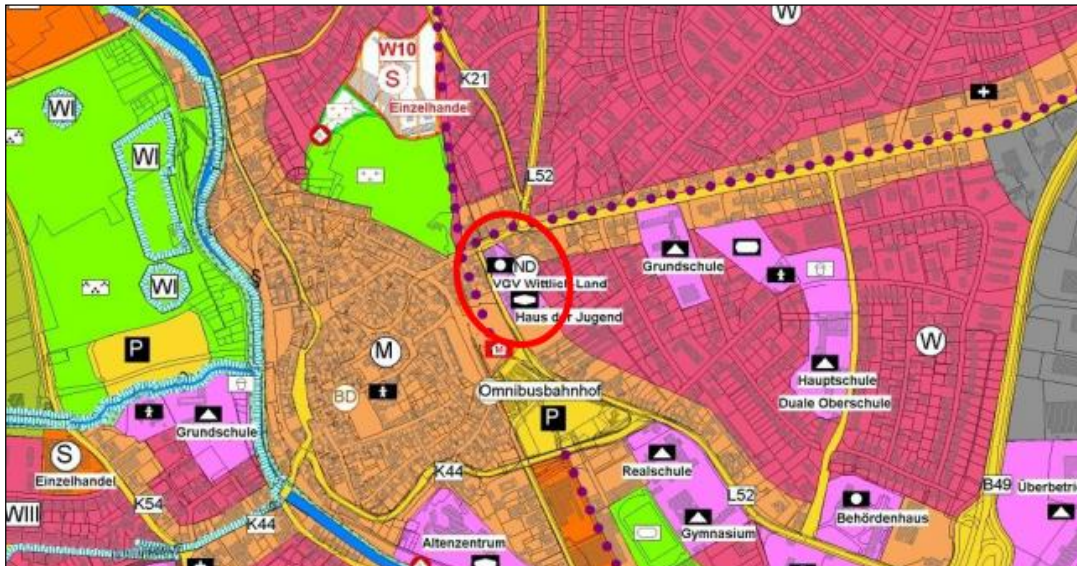 W
W10
K21
S
Einzelhandel
WI
WI
L52
ND
VGV Wittlich-Land
Grundschule
WI
Haus der Jugend
M
M
W
P
Hauptschule
Omnibusbahnhof
BD
Duale Oberschule
P
Grundschule
S
Realschule
K44
Einzelhandel
L52
B49
Überbetrie
K54
WIII
K44
Gymnasium
Behördenhaus
Altenzentrum